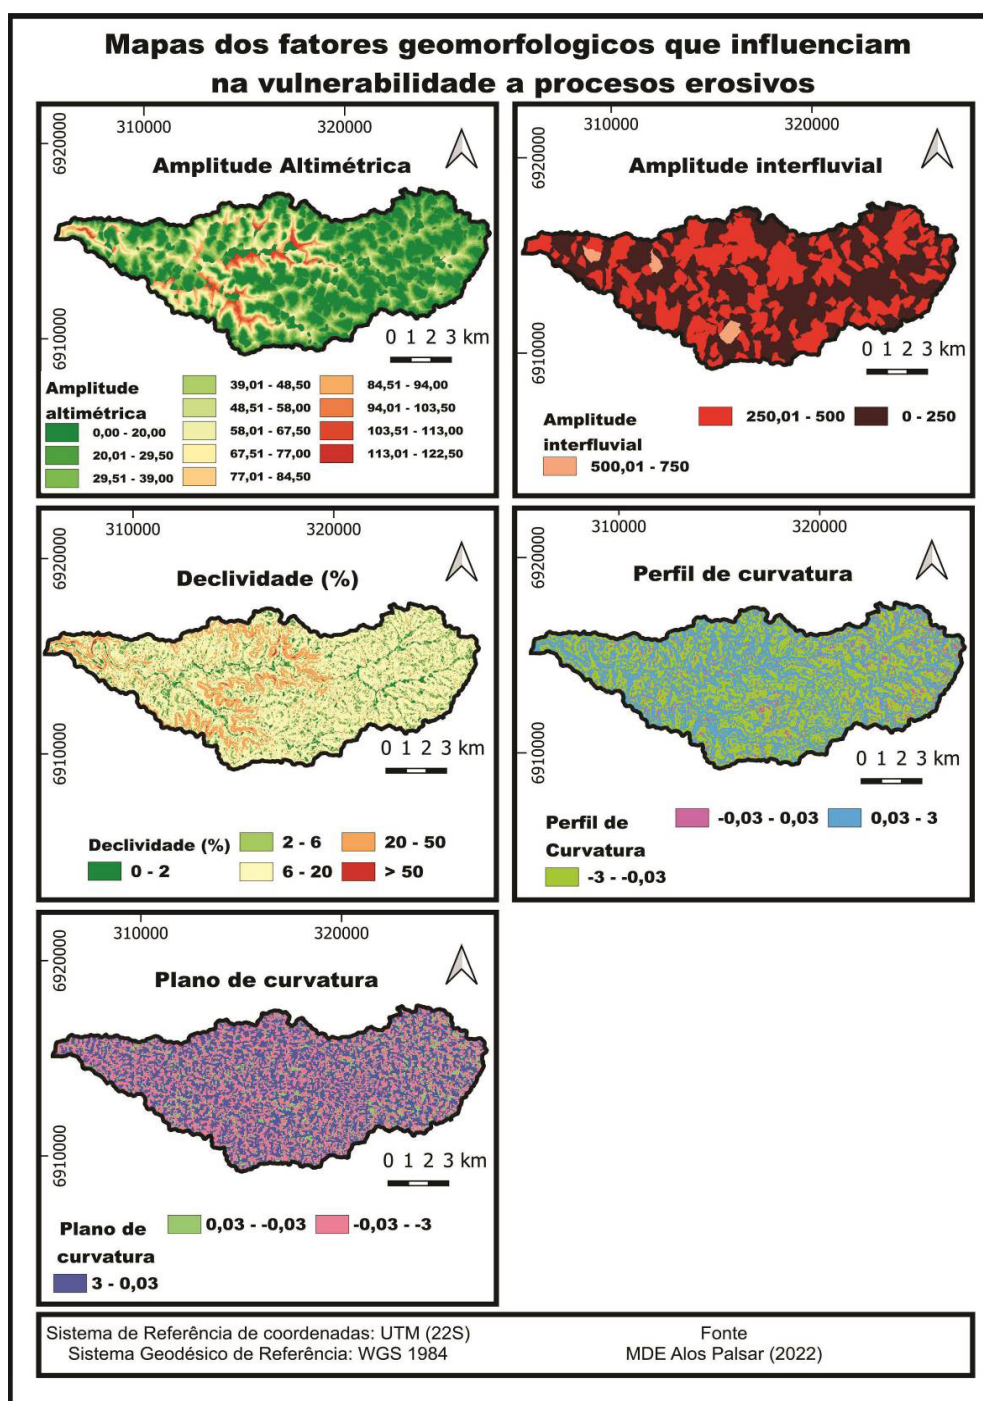 Mapas dos fatores geomorfologicos que influenciam
na vulnerabilidade a procesos erosivos
310000
320000
6920000
6910000
Amplitude Altimétrica
0 1 2 3 km
Amplitude
altimétrica
0,00 - 20,00
20,01 - 29,50
29,51 - 39,00
39,01 - 48,50
48,51 - 58,00
58,01 - 67,50
67,51 - 77,00
77,01 - 84,50
84,51 - 94,00
94,01 - 103,50
103,51 - 113,00
113,01 - 122,50
310000
320000
6920000
6910000
Amplitude interfluvial
0 1 2 3 km
Amplitude
interfluvial
500,01 - 750
250,01 - 500
0 - 250
310000
320000
6920000
6910000
Declividade (%)
0 1 2 3 km
Declividade (%)
0 - 2
2 - 6
6 - 20
20 - 50
> 50
310000
320000
6920000
6910000
Perfil de curvatura
0 1 2 3 km
Perfil de
Curvatura
-3 - -0,03
-0,03 - 0,03
0,03 - 3
310000
320000
6920000
6910000
Plano de curvatura
0 1 2 3 km
Plano de
curvatura
3 - 0,03
0,03 - -0,03
-0,03 - -3
Sistema de Referência de coordenadas: UTM (22S)
Sistema Geodésico de Referência: WGS 1984
Fonte
MDE Alos Palsar (2022)